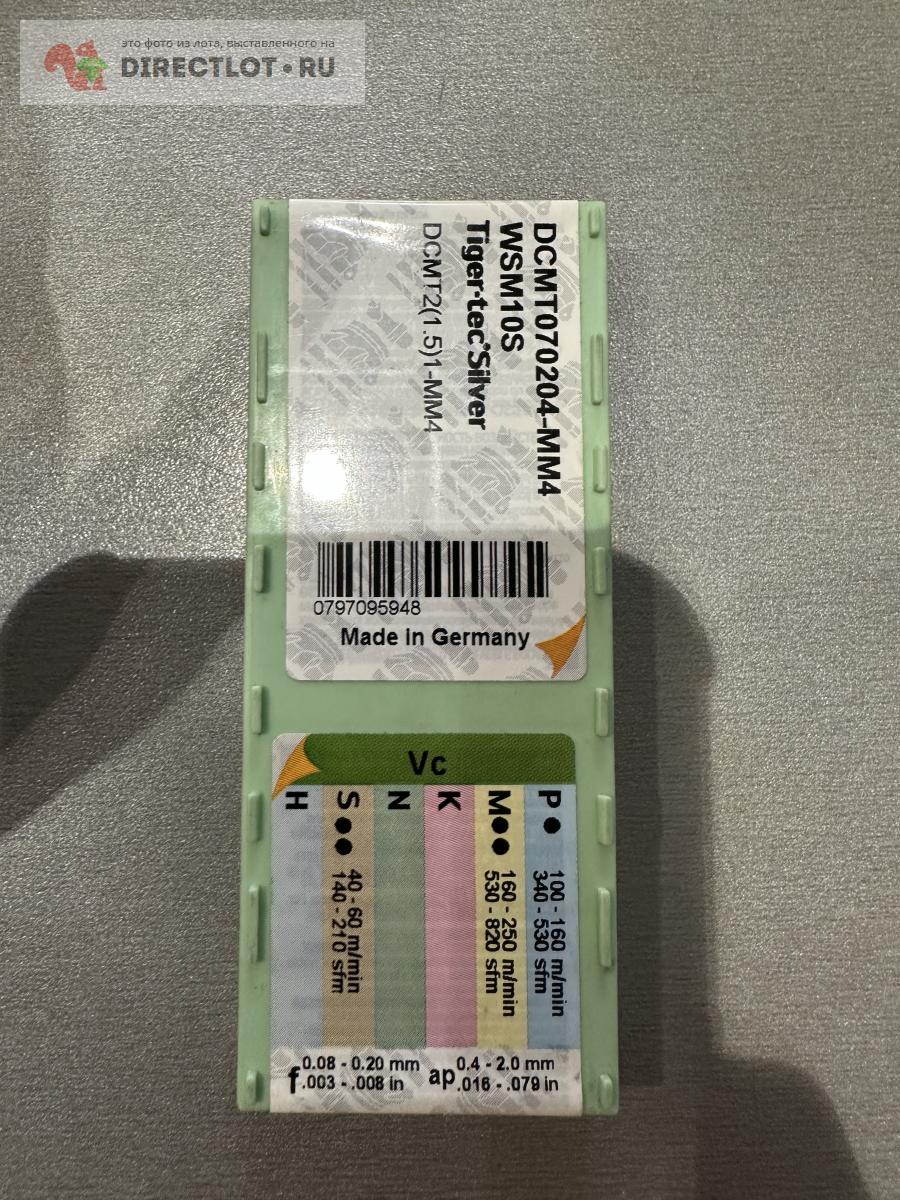 это фото из лота, выставленного на
DIRECTLOT•RU
DCMT070204-MM4
WSM10S
Tiger·tec®Silver
DCMT2(1.5)1-MM4
0797095948
Made in Germany
Vc
P ● 100 - 160 m/min
340 - 530 sfm
M ●● 160 - 250 m/min
530 - 820 sfm
K
N
S ●● 40 - 60 m/min
140 - 210 sfm
H
f 0.08 - 0.20 mm
.003 - .008 in
ap 0.4 - 2.0 mm
.016 - .079 in